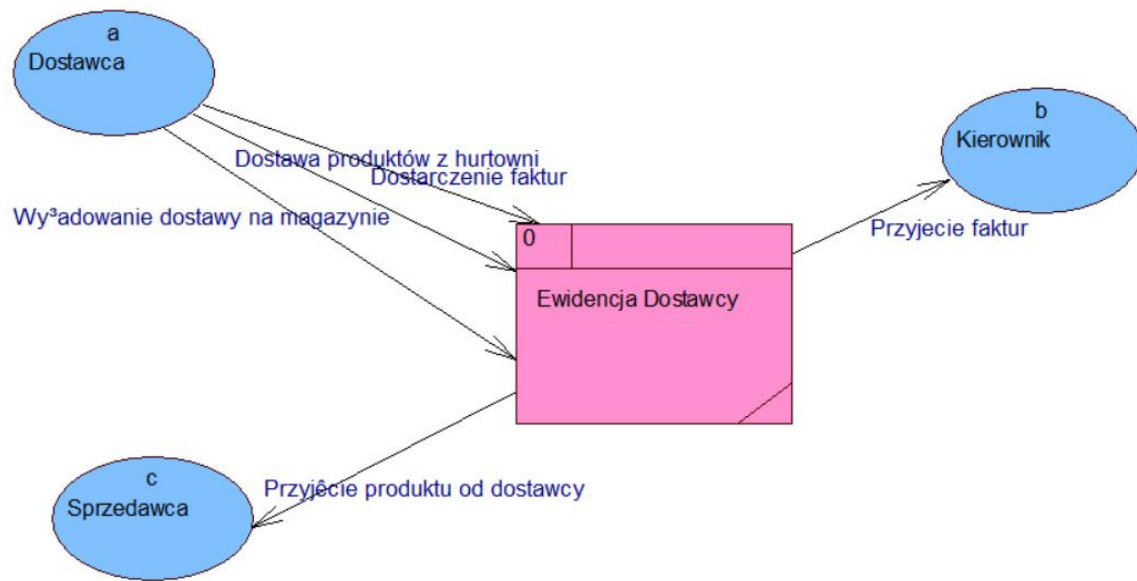 a
Dostawca
b
Kierownik
Dostawa produktów z hurtowni
Dostarczenie faktur
Wy³adowanie dostawy na magazynie
Przyjecie faktur
0
Ewidencja Dostawcy
c
Sprzedawca
Przyjêcie produktu od dostawcy